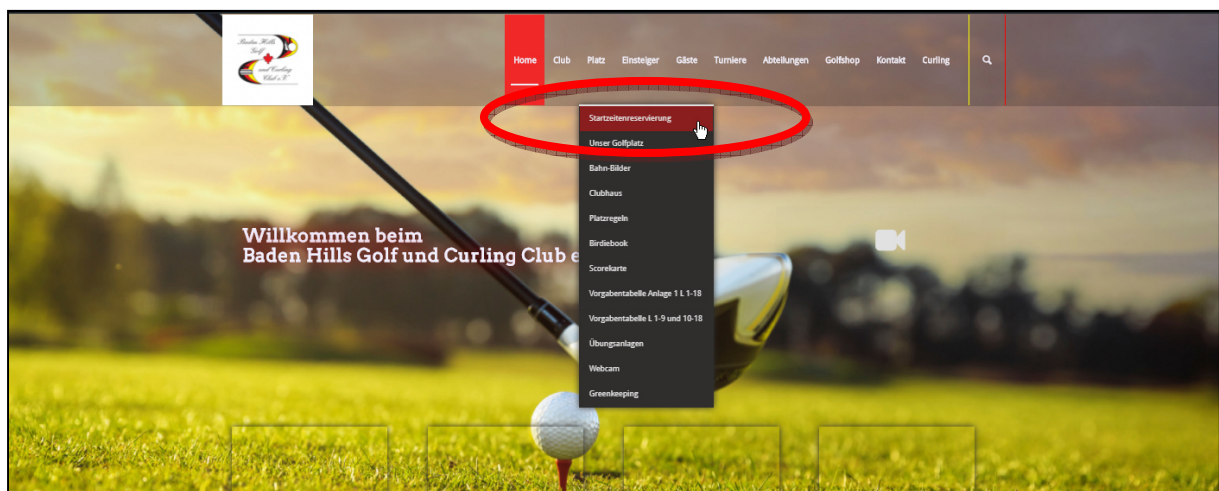 Baden Hills
Golf
und Curling
Club e.V.
Home Club Platz Einsteiger Gäste Turniere Abteilungen Golfshop Kontakt Curling
Startzeitenreservierung
Unser Golfplatz
Bahn-Bilder
Clubhaus
Platzregeln
Birdiebook
Scorekarte
Vorgabentabelle Anlage 1 L 1-18
Vorgabentabelle L 1-9 und 10-18
Übungsanlagen
Webcam
Greenkeeping
Willkommen beim
Baden Hills Golf und Curling Club e